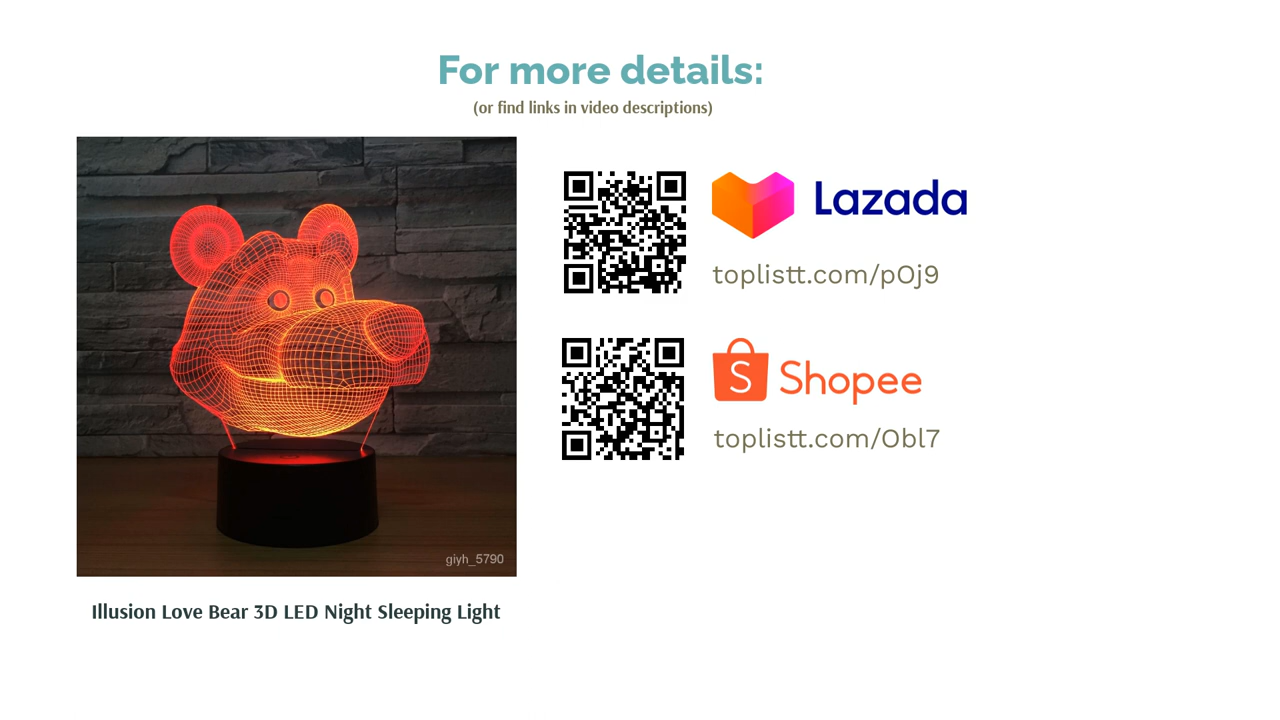 For more details:
(or find links in video descriptions)
Lazada
toplistt.com/pOj9
S Shopee
toplistt.com/Obl7
giyh_5790
Illusion Love Bear 3D LED Night Sleeping Light